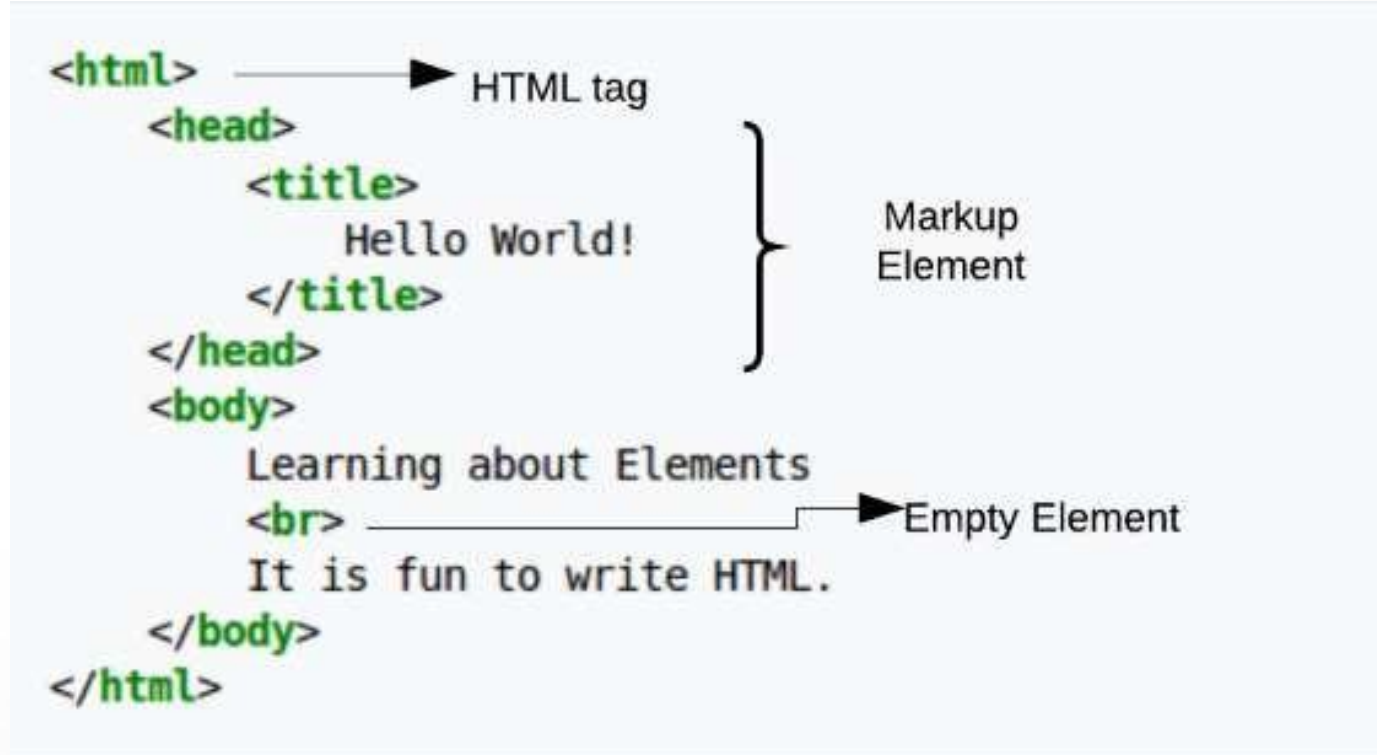 <html>
HTML tag
<head>
<title>
Hello World!
</title>
</head>
Markup
Element
<body>
Learning about Elements
<br>
Empty Element
It is fun to write HTML.
</body>
</html>